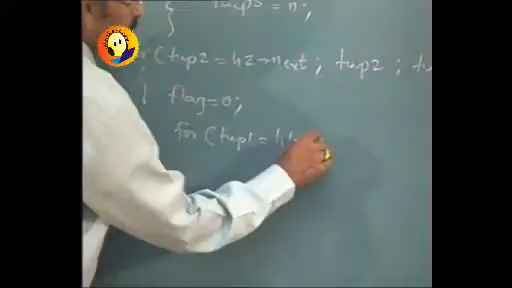 { tmp3 = n;
for (tmp2 = h2→next ; tmp2 ;
{ flag=0;
for (tmp1 = h1